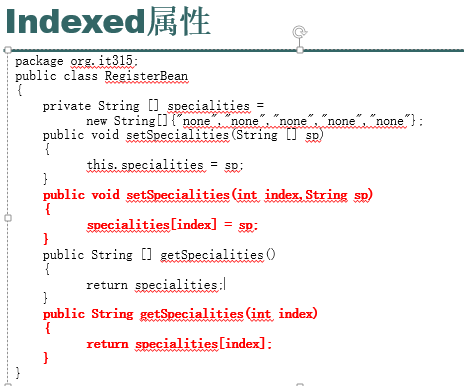 Indexed属性
package org.it315;
public class RegisterBean
{
private String [] specialities =
new String[]{"none","none","none","none","none"};
public void setSpecialities(String [] sp)
{
this.specialities = sp;
}
public void setSpecialities(int index,String sp)
{
specialities[index] = sp;
}
public String [] getSpecialities()
{
return specialities;
}
public String getSpecialities(int index)
{
return specialities[index];
}
}